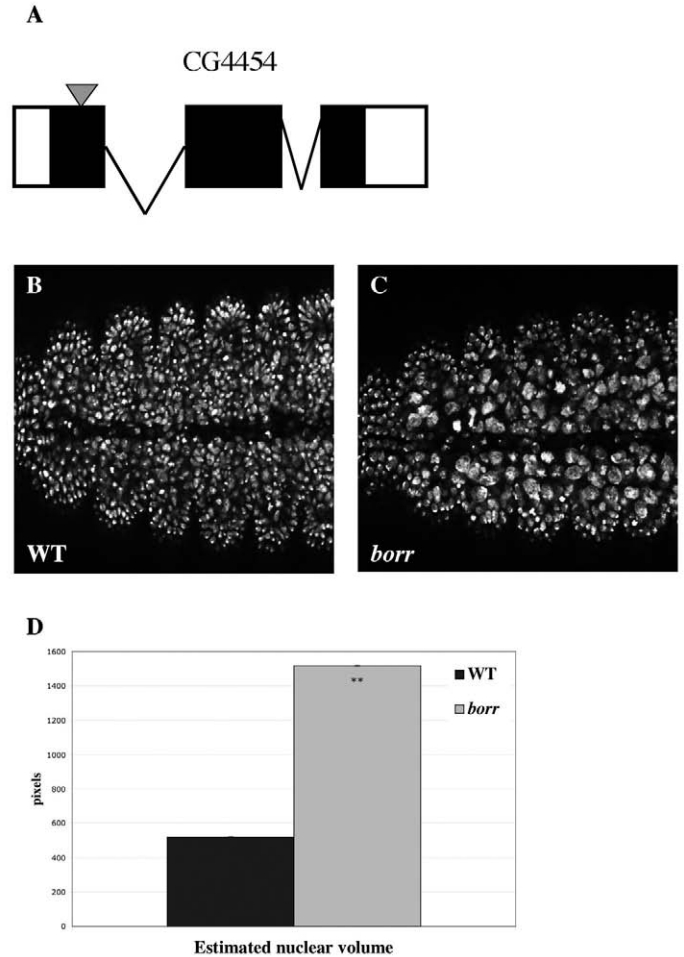 A
CG4454
B
WT
C
borr
D
1600
1400
1200
1000
800
600
400
200
0
pixels
**
WT
borr
Estimated nuclear volume